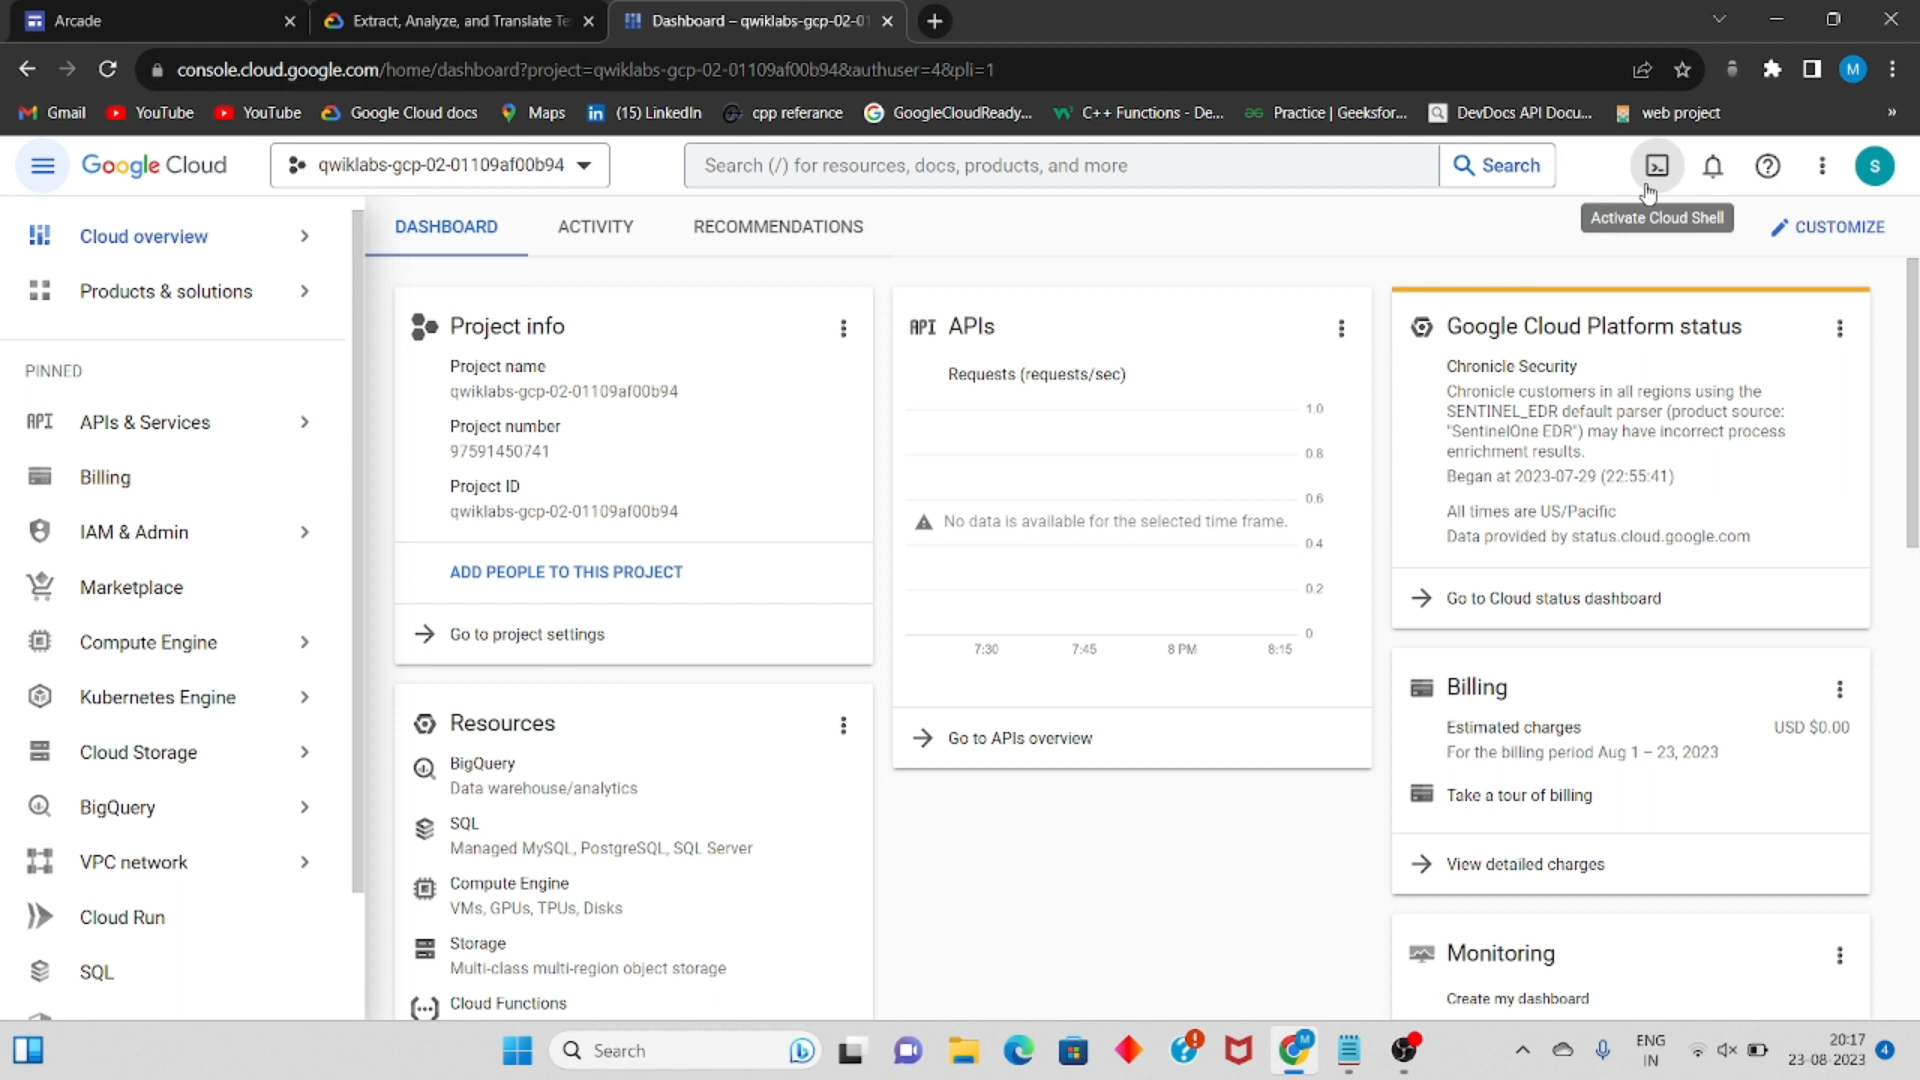 Arcade
Extract, Analyze, and Translate Te
Dashboard – qwiklabs-gcp-02-01
console.cloud.google.com/home/dashboard?project=qwiklabs-gcp-02-01109af00b94&authuser=4&pli=1
M
Gmail
YouTube
YouTube
Google Cloud docs
Maps
(15) LinkedIn
cpp referance
GoogleCloudReady...
C++ Functions - De...
Practice | Geeksfor...
DevDocs API Docu...
web project
»
Google Cloud
qwiklabs-gcp-02-01109af00b94
Search (/) for resources, docs, products, and more
Search
S
Activate Cloud Shell
Cloud overview
Products & solutions
PINNED
API APIs & Services
Billing
IAM & Admin
Marketplace
Compute Engine
Kubernetes Engine
Cloud Storage
BigQuery
VPC network
Cloud Run
SQL
DASHBOARD
ACTIVITY
RECOMMENDATIONS
CUSTOMIZE
Project info
Project name
qwiklabs-gcp-02-01109af00b94
Project number
97591450741
Project ID
qwiklabs-gcp-02-01109af00b94
ADD PEOPLE TO THIS PROJECT
Go to project settings
Resources
BigQuery
Data warehouse/analytics
SQL
Managed MySQL, PostgreSQL, SQL Server
Compute Engine
VMs, GPUs, TPUs, Disks
Storage
Multi-class multi-region object storage
Cloud Functions
API APIs
Requests (requests/sec)
1.0
0.8
0.6
No data is available for the selected time frame.
0.4
0.2
0
7:30 7:45 8 PM 8:15
Go to APIs overview
Google Cloud Platform status
Chronicle Security
Chronicle customers in all regions using the
SENTINEL_EDR default parser (product source:
"SentinelOne EDR") may have incorrect process
enrichment results.
Began at 2023-07-29 (22:55:41)
All times are US/Pacific
Data provided by status.cloud.google.com
Go to Cloud status dashboard
Billing
Estimated charges USD $0.00
For the billing period Aug 1 – 23, 2023
Take a tour of billing
View detailed charges
Monitoring
Create my dashboard
Search
M
ENG
IN
20:17
23-08-2023
4